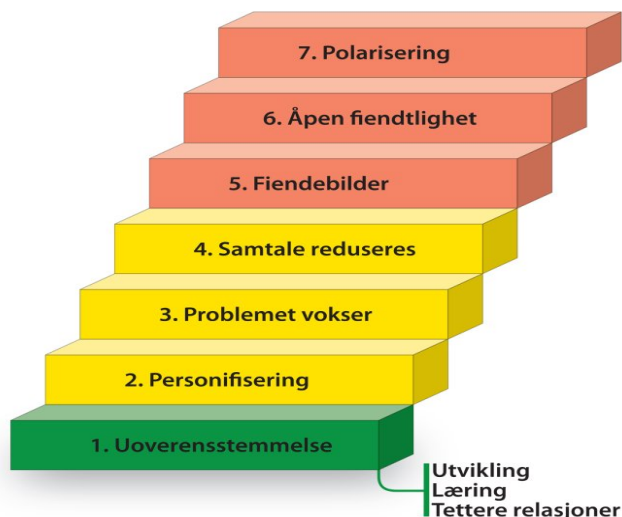 7. Polarisering
6. Åpen fiendtlighet
5. Fiendebilder
4. Samtale reduseres
3. Problemet vokser
2. Personifisering
1. Uoverensstemmelse
Utvikling
Læring
Tettere relasjoner